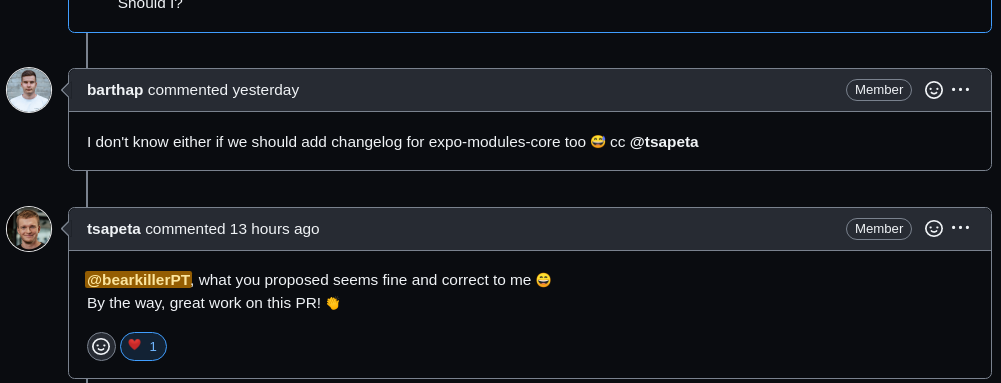 Should I?
barthap commented yesterday
Member
I don't know either if we should add changelog for expo-modules-core too 😅 cc @tsapeta
tsapeta commented 13 hours ago
Member
@bearkillerPT, what you proposed seems fine and correct to me 😄
By the way, great work on this PR! 👏
❤️ 1